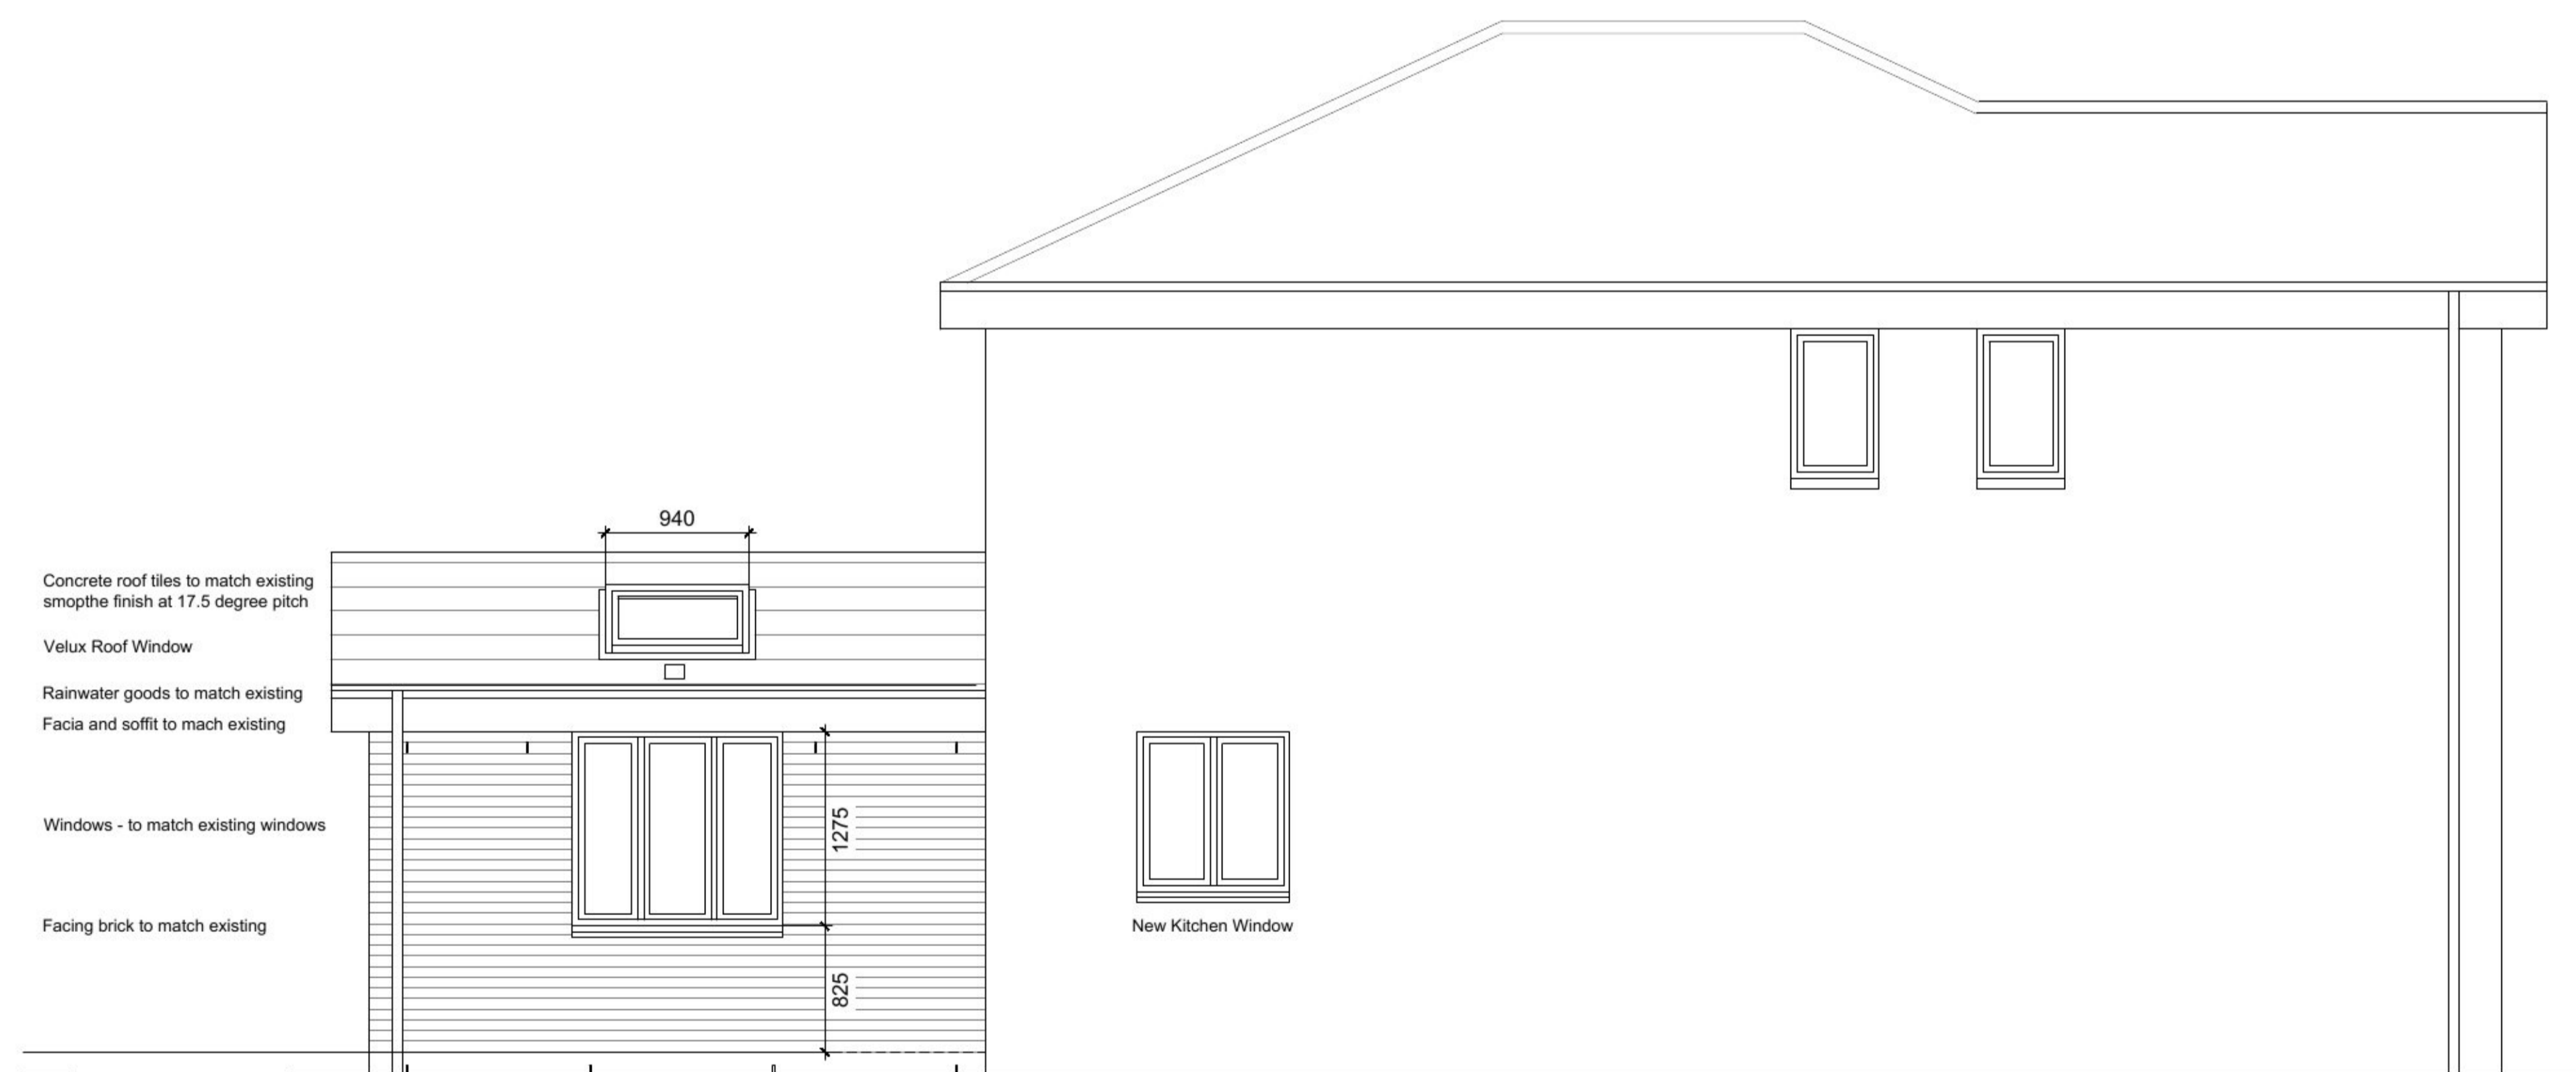 940
Concrete roof tiles to match existing
smopthe finish at 17.5 degree pitch
Velux Roof Window
Rainwater goods to match existing
Facia and soffit to mach existing
1275
Windows - to match existing windows
Facing brick to match existing
New Kitchen Window
825